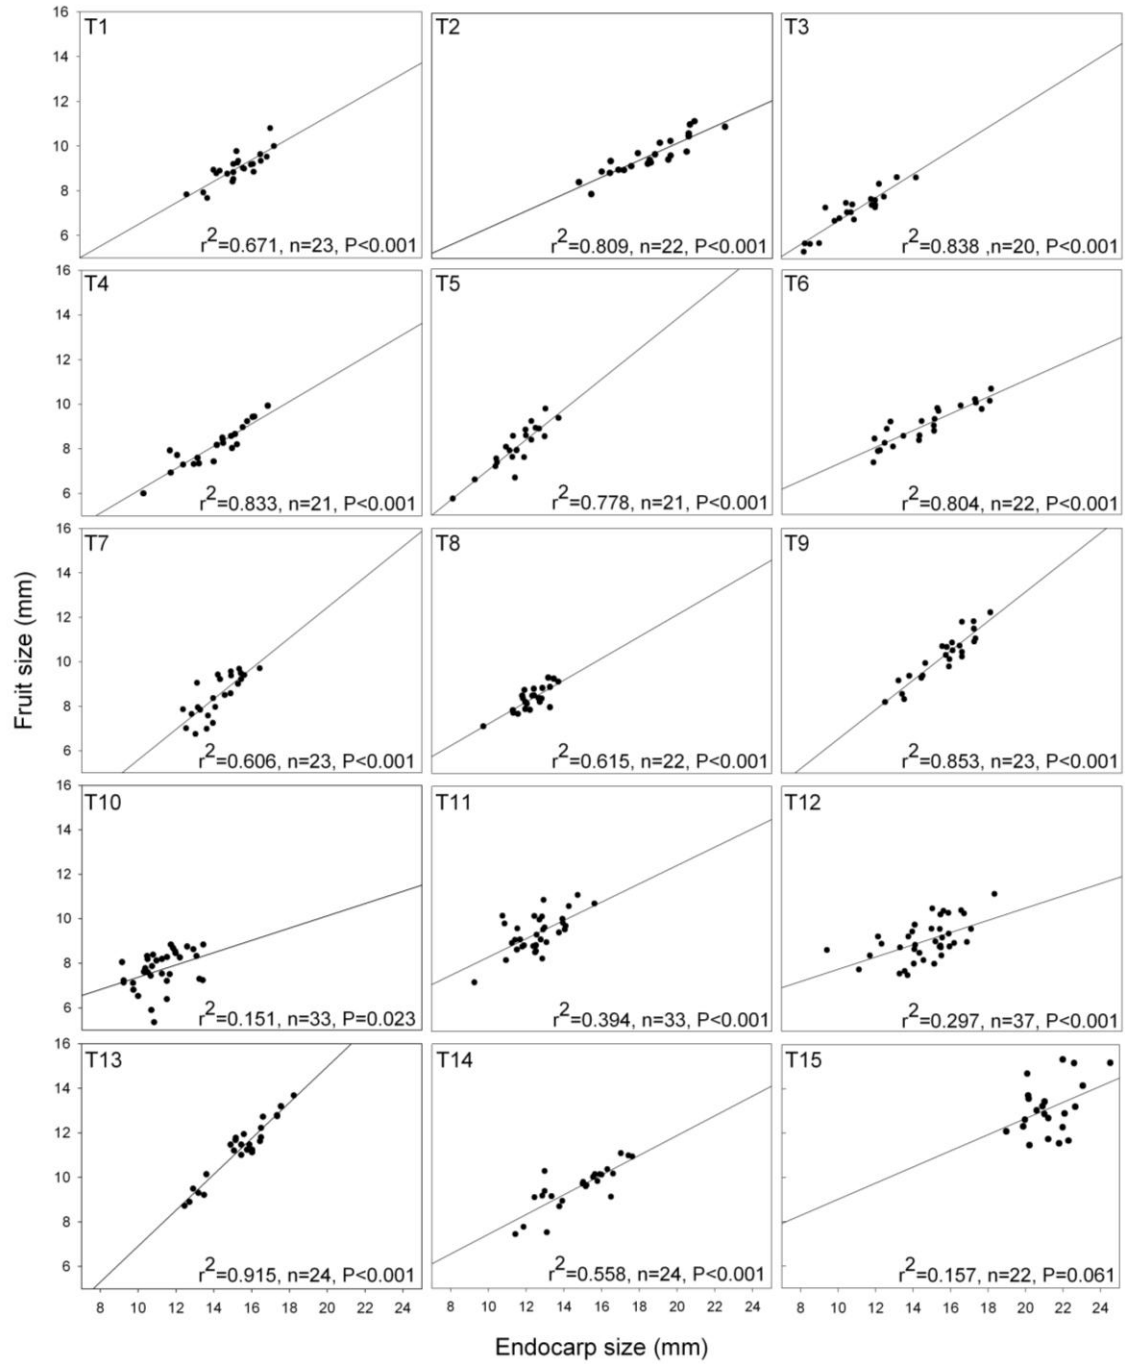 16
14
12
10
8
6
T1
r2=0.671, n=23, P<0.001
T2
r2=0.809, n=22, P<0.001
T3
r2=0.838 ,n=20, P<0.001
16
14
12
10
8
6
T4
r2=0.833, n=21, P<0.001
T5
r2=0.778, n=21, P<0.001
T6
r2=0.804, n=22, P<0.001
Fruit size (mm)
16
14
12
10
8
6
T7
r2=0.606, n=23, P<0.001
T8
r2=0.615, n=22, P<0.001
T9
r2=0.853, n=23, P<0.001
16
14
12
10
8
6
T10
r2=0.151, n=33, P=0.023
T11
r2=0.394, n=33, P<0.001
T12
r2=0.297, n=37, P<0.001
16
14
12
10
8
6
T13
r2=0.915, n=24, P<0.001
T14
r2=0.558, n=24, P<0.001
T15
r2=0.157, n=22, P=0.061
8 10 12 14 16 18 20 22 24
8 10 12 14 16 18 20 22 24
8 10 12 14 16 18 20 22 24
Endocarp size (mm)